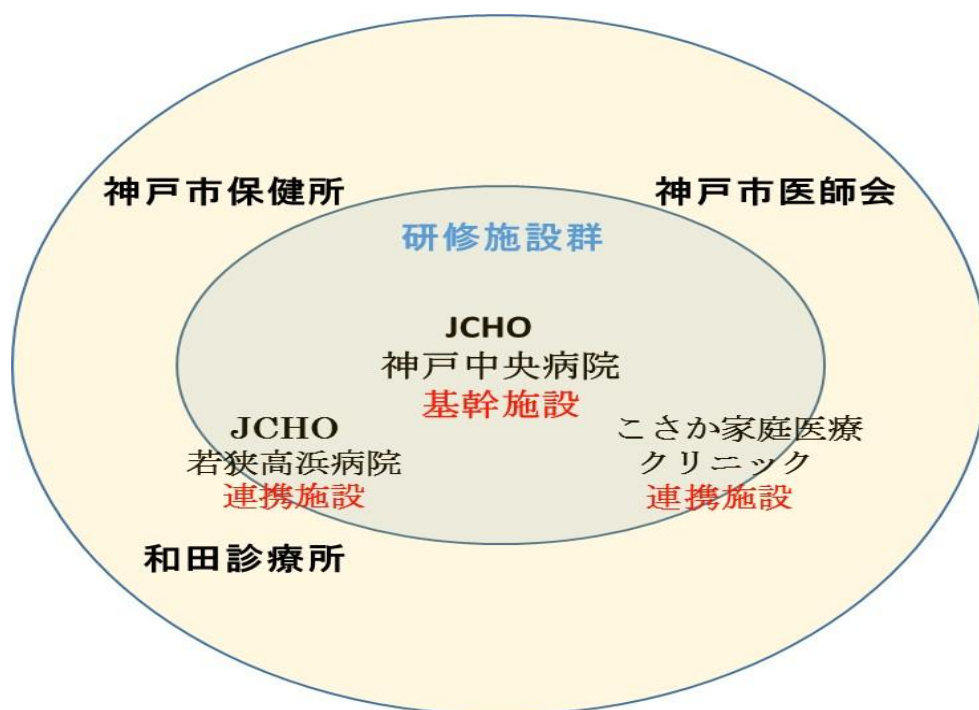 神戸市保健所
神戸市医師会
研修施設群
JCHO
神戸中央病院
基幹施設
JCHO
若狭高浜病院
連携施設
こさか家庭医療
クリニック
連携施設
和田診療所